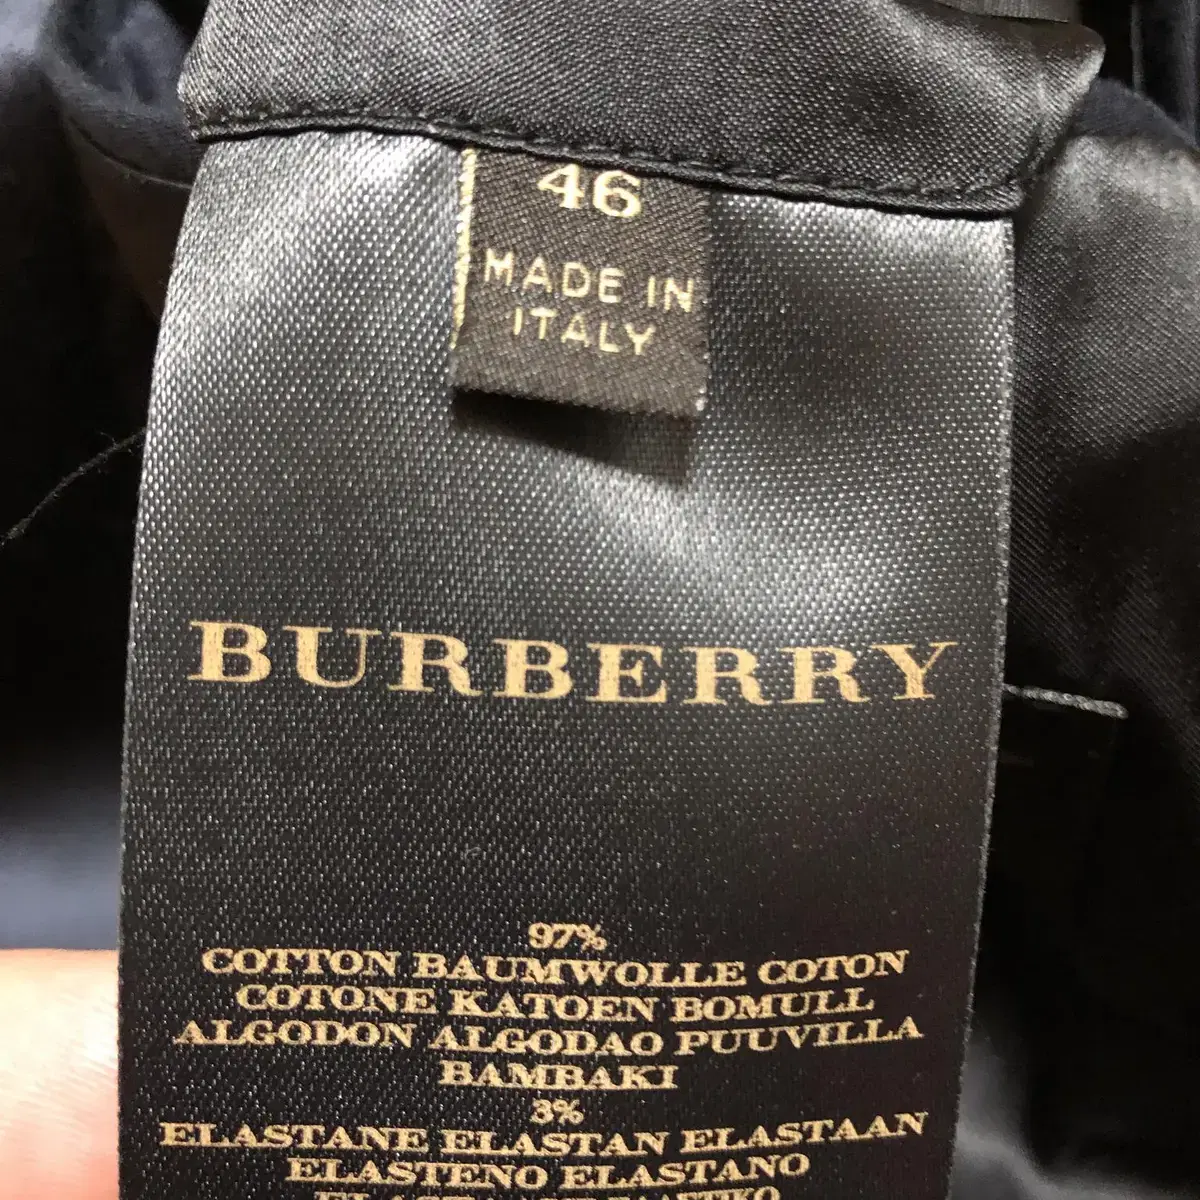 46
MADE IN
ITALY
BURBERRY
97%
COTTON BAUMWOLLE COTON
COTONE KATOEN BOMULL
ALGODON ALGODAO PUUVILLA
BAMBAKI
3%
ELASTANE ELASTAN ELASTAAN
ELASTENO ELASTANO